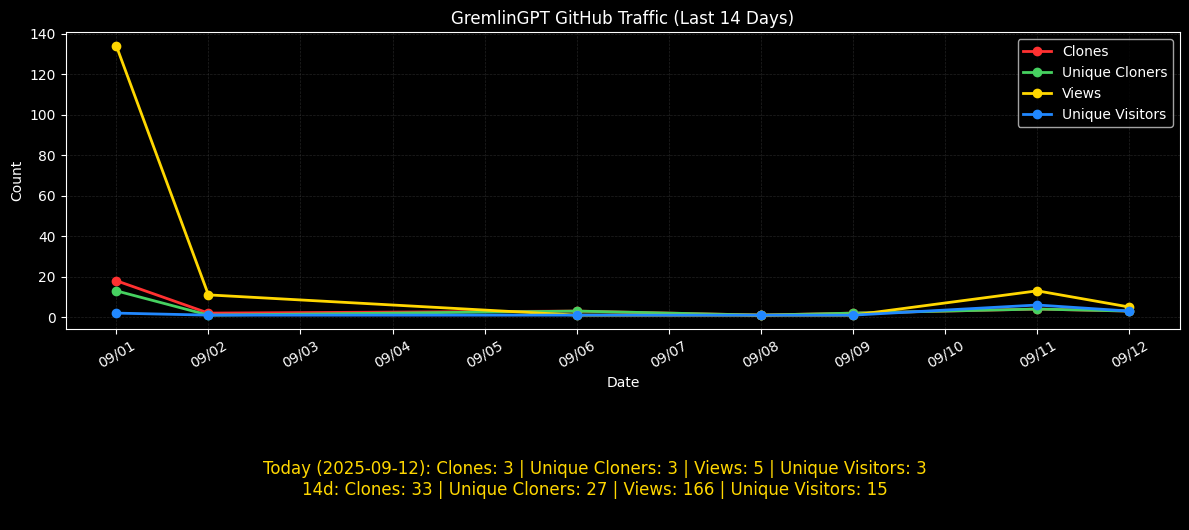 GremlinGPT GitHub Traffic (Last 14 Days)
140
120
100
80
60
40
20
0
Count
Clones
Unique Cloners
Views
Unique Visitors
09/01 09/02 09/03 09/04 09/05 09/06 09/07 09/08 09/09 09/10 09/11 09/12
Date
Today (2025-09-12): Clones: 3 | Unique Cloners: 3 | Views: 5 | Unique Visitors: 3
14d: Clones: 33 | Unique Cloners: 27 | Views: 166 | Unique Visitors: 15